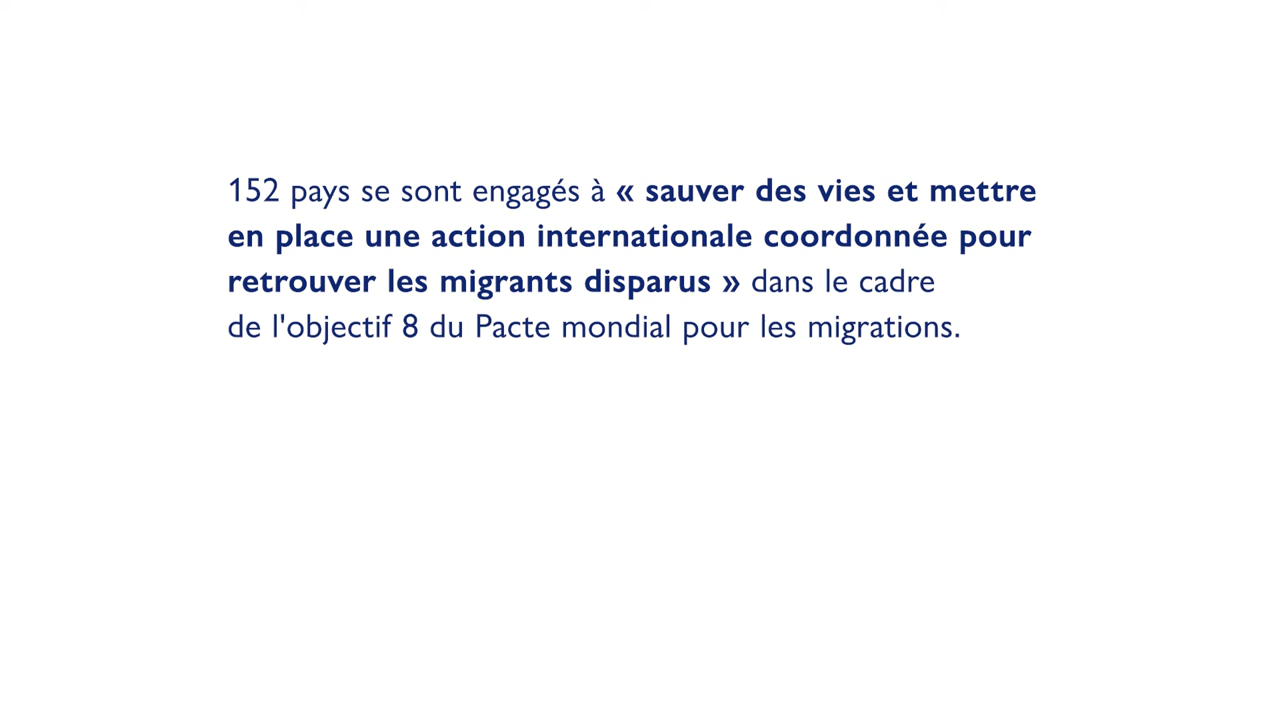 152 pays se sont engagés à « sauver des vies et mettre
en place une action internationale coordonnée pour
retrouver les migrants disparus » dans le cadre
de l'objectif 8 du Pacte mondial pour les migrations.